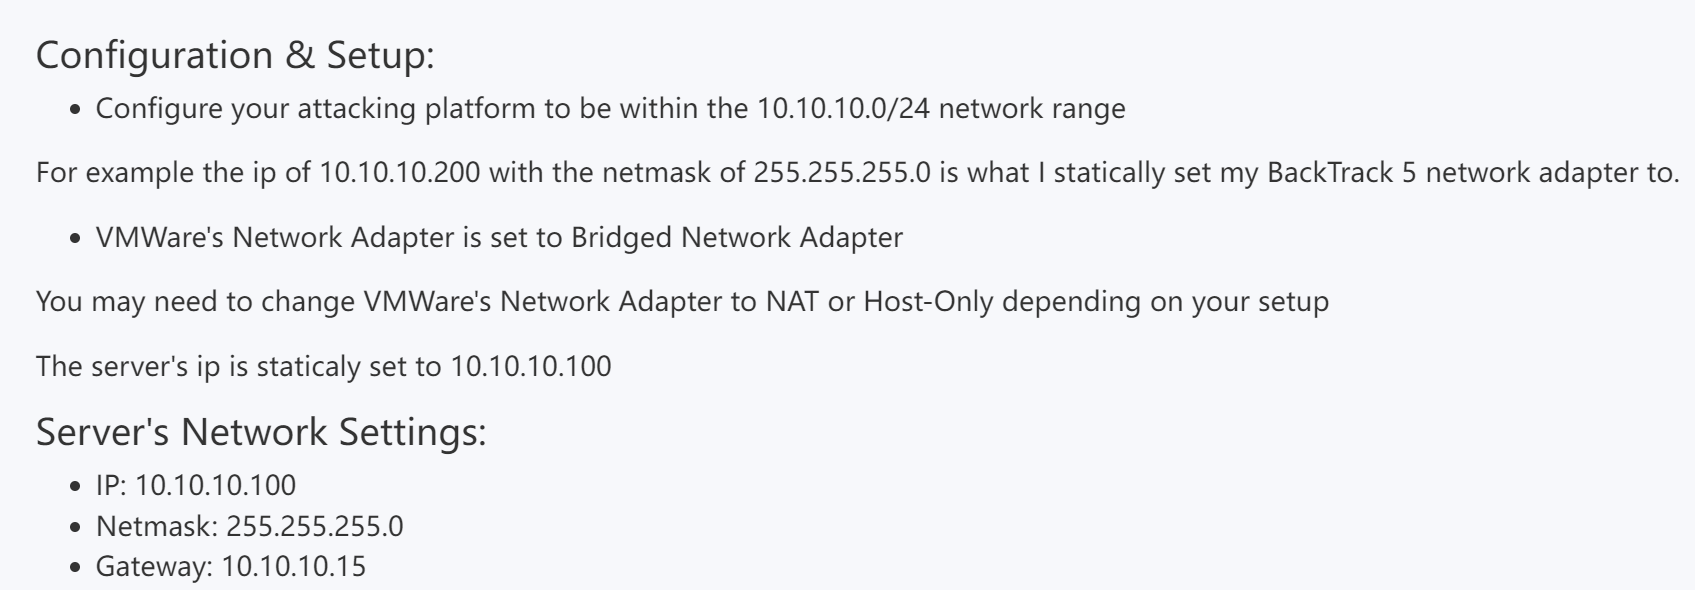 Configuration & Setup:
• Configure your attacking platform to be within the 10.10.10.0/24 network range
For example the ip of 10.10.10.200 with the netmask of 255.255.255.0 is what I statically set my BackTrack 5 network adapter to.
• VMWare's Network Adapter is set to Bridged Network Adapter
You may need to change VMWare's Network Adapter to NAT or Host-Only depending on your setup
The server's ip is staticaly set to 10.10.10.100
Server's Network Settings:
• IP: 10.10.10.100
• Netmask: 255.255.255.0
• Gateway: 10.10.10.15